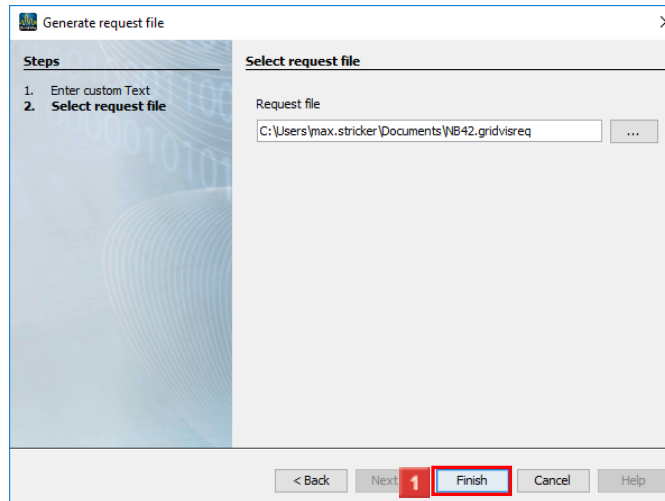 Generate request file
Steps
1. Enter custom Text
2. Select request file
Select request file
Request file
C:\Users\max.stricker\Documents\NB42.gridvisreq
...
< Back Next 1 Finish Cancel Help